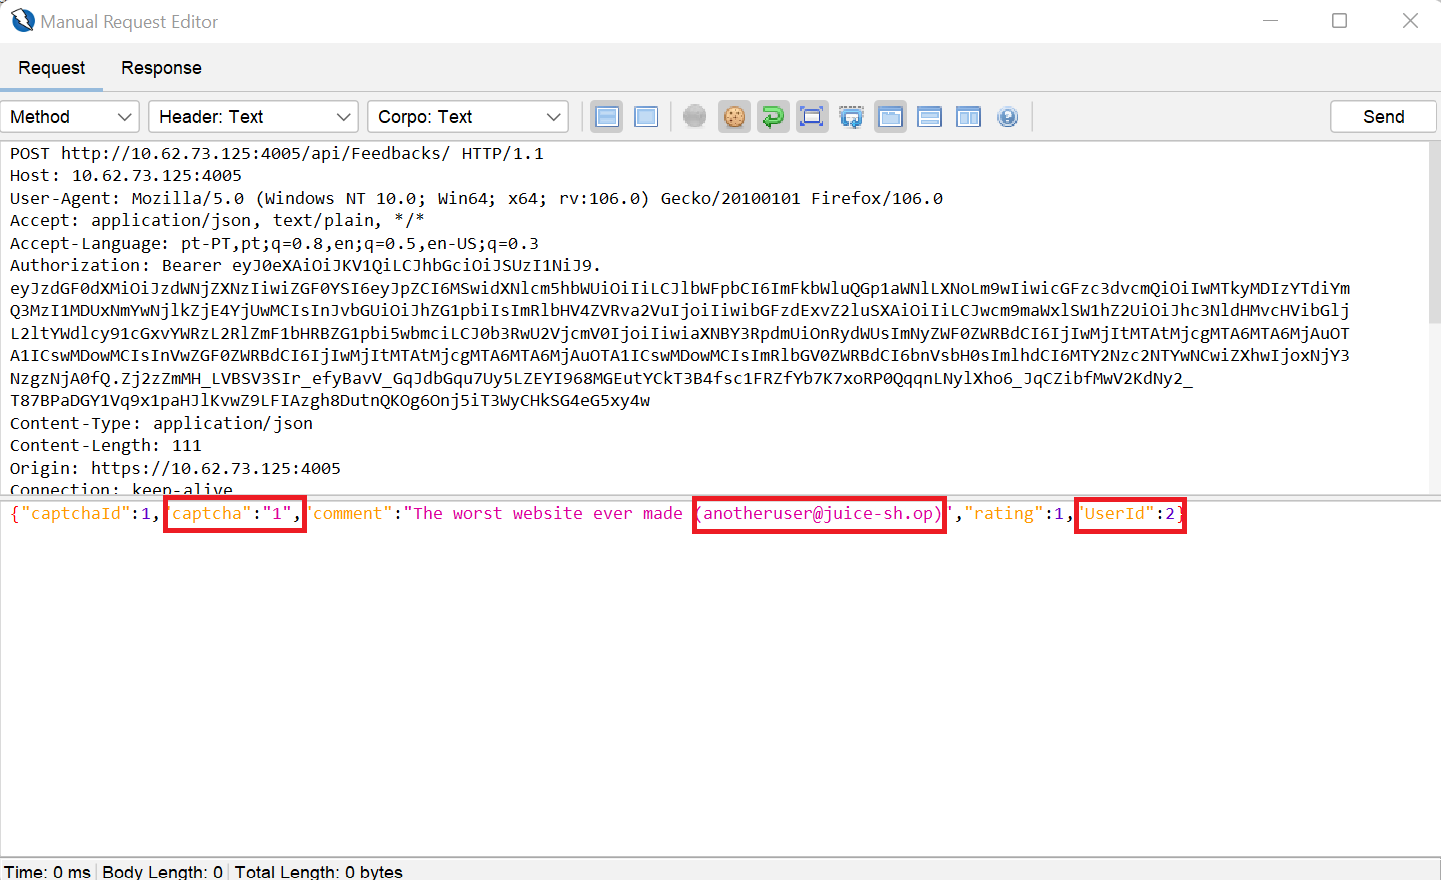 Manual Request Editor
Request Response
Method Header: Text Corpo: Text Send
POST http://10.62.73.125:4005/api/Feedbacks/ HTTP/1.1
Host: 10.62.73.125:4005
User-Agent: Mozilla/5.0 (Windows NT 10.0; Win64; x64; rv:106.0) Gecko/20100101 Firefox/106.0
Accept: application/json, text/plain, */*
Accept-Language: pt-PT,pt;q=0.8,en;q=0.5,en-US;q=0.3
Authorization: Bearer eyJ0eXAiOiJKV1QiLCJhbGciOiJSUzI1NiJ9.
eyJzdGF0dXMiOiJzdWNjZXNzIiwiZGF0YSI6eyJpZCI6MSwidXNlcm5hbWUiOiIiLCJlbWFpbCI6ImFkbWluQGp1aWNlLXNoLm9wIiwicGFzc3dvcmQiOiIwMTkyMDIzYTdiYm
Q3MzI1MDUxNmYwNjlkZjE4YjUwMCIsInJvbGUiOiJhZG1pbiIsImRlbHV4ZVRva2VuIjoiIiwibGFzdExvZ2luSXAiOiIiLCJwcm9maWxlSW1hZ2UiOiJhc3NldHMvcHVibGlj
L2ltYWdlcy91cGxvYWRzL2RlZmF1bHRBZG1pbi5wbmciLCJ0b3RwU2VjcmV0IjoiIiwiaXNBY3RpdmUiOnRydWUsImNyZWF0ZWRBdCI6IjIwMjItMTAtMjcgMTA6MTA6MjAuOT
A1ICswMDowMCIsInVwZGF0ZWRBdCI6IjIwMjItMTAtMjcgMTA6MTA6MjAuOTA1ICswMDowMCIsImRlbGV0ZWRBdCI6bnVsbH0sImlhdCI6MTY2Nzc2NTYwNCwiZXhwIjoxNjY3
NzgzNjA0fQ.Zj2zZmMH_LVBSV3SIr_efyBavV_GqJdbGqu7Uy5LZEYI968MGEutYCkT3B4fsc1FRZfYb7K7xoRP0QqqnLNylXho6_JqCZibfMwV2KdNy2_
T87BPaDGY1Vq9x1paHJlKvwZ9LFIAzgh8DutnQKOg6Onj5iT3WyCHkSG4eG5xy4w
Content-Type: application/json
Content-Length: 111
Origin: https://10.62.73.125:4005
Connection: keep-alive
{"captchaId":1,"captcha":"1","comment":"The worst website ever made (anotheruser@juice-sh.op)","rating":1,"UserId":2}
Time: 0 ms Body Length: 0 Total Length: 0 bytes